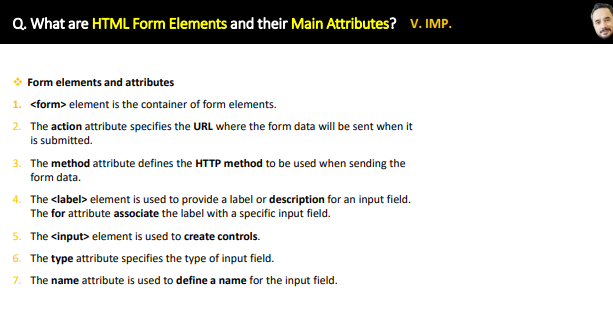 Q. What are HTML Form Elements and their Main Attributes? V. IMP.
❖ Form elements and attributes
1. <form> element is the container of form elements.
2. The action attribute specifies the URL where the form data will be sent when it
is submitted.
3. The method attribute defines the HTTP method to be used when sending the
form data.
4. The <label> element is used to provide a label or description for an input field.
The for attribute associate the label with a specific input field.
5. The <input> element is used to create controls.
6. The type attribute specifies the type of input field.
7. The name attribute is used to define a name for the input field.